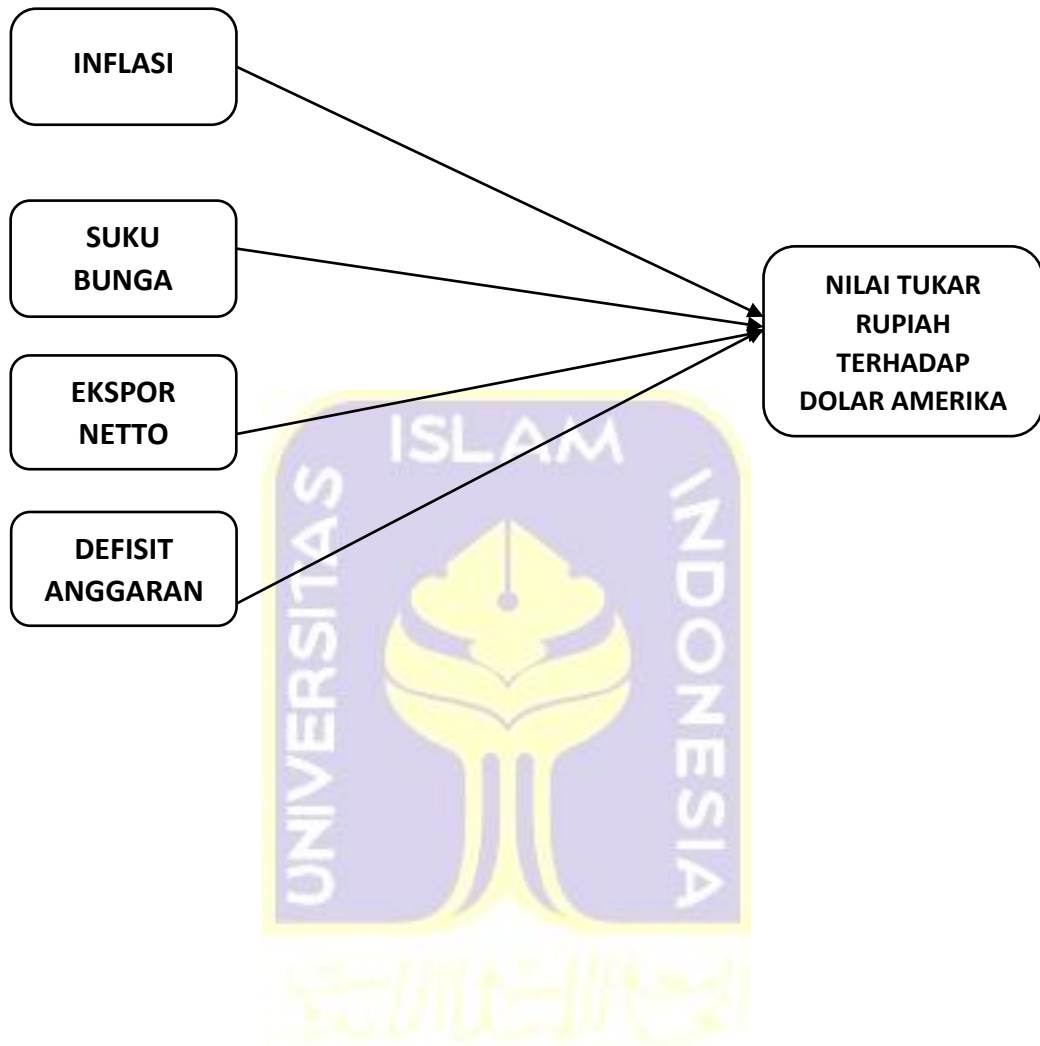 INFLASI
SUKU
BUNGA
EKSPOR
NETTO
DEFISIT
ANGGARAN
NILAI TUKAR
RUPIAH
TERHADAP
DOLAR AMERIKA
UNIVERSITAS
ISLAM
INDONESIA